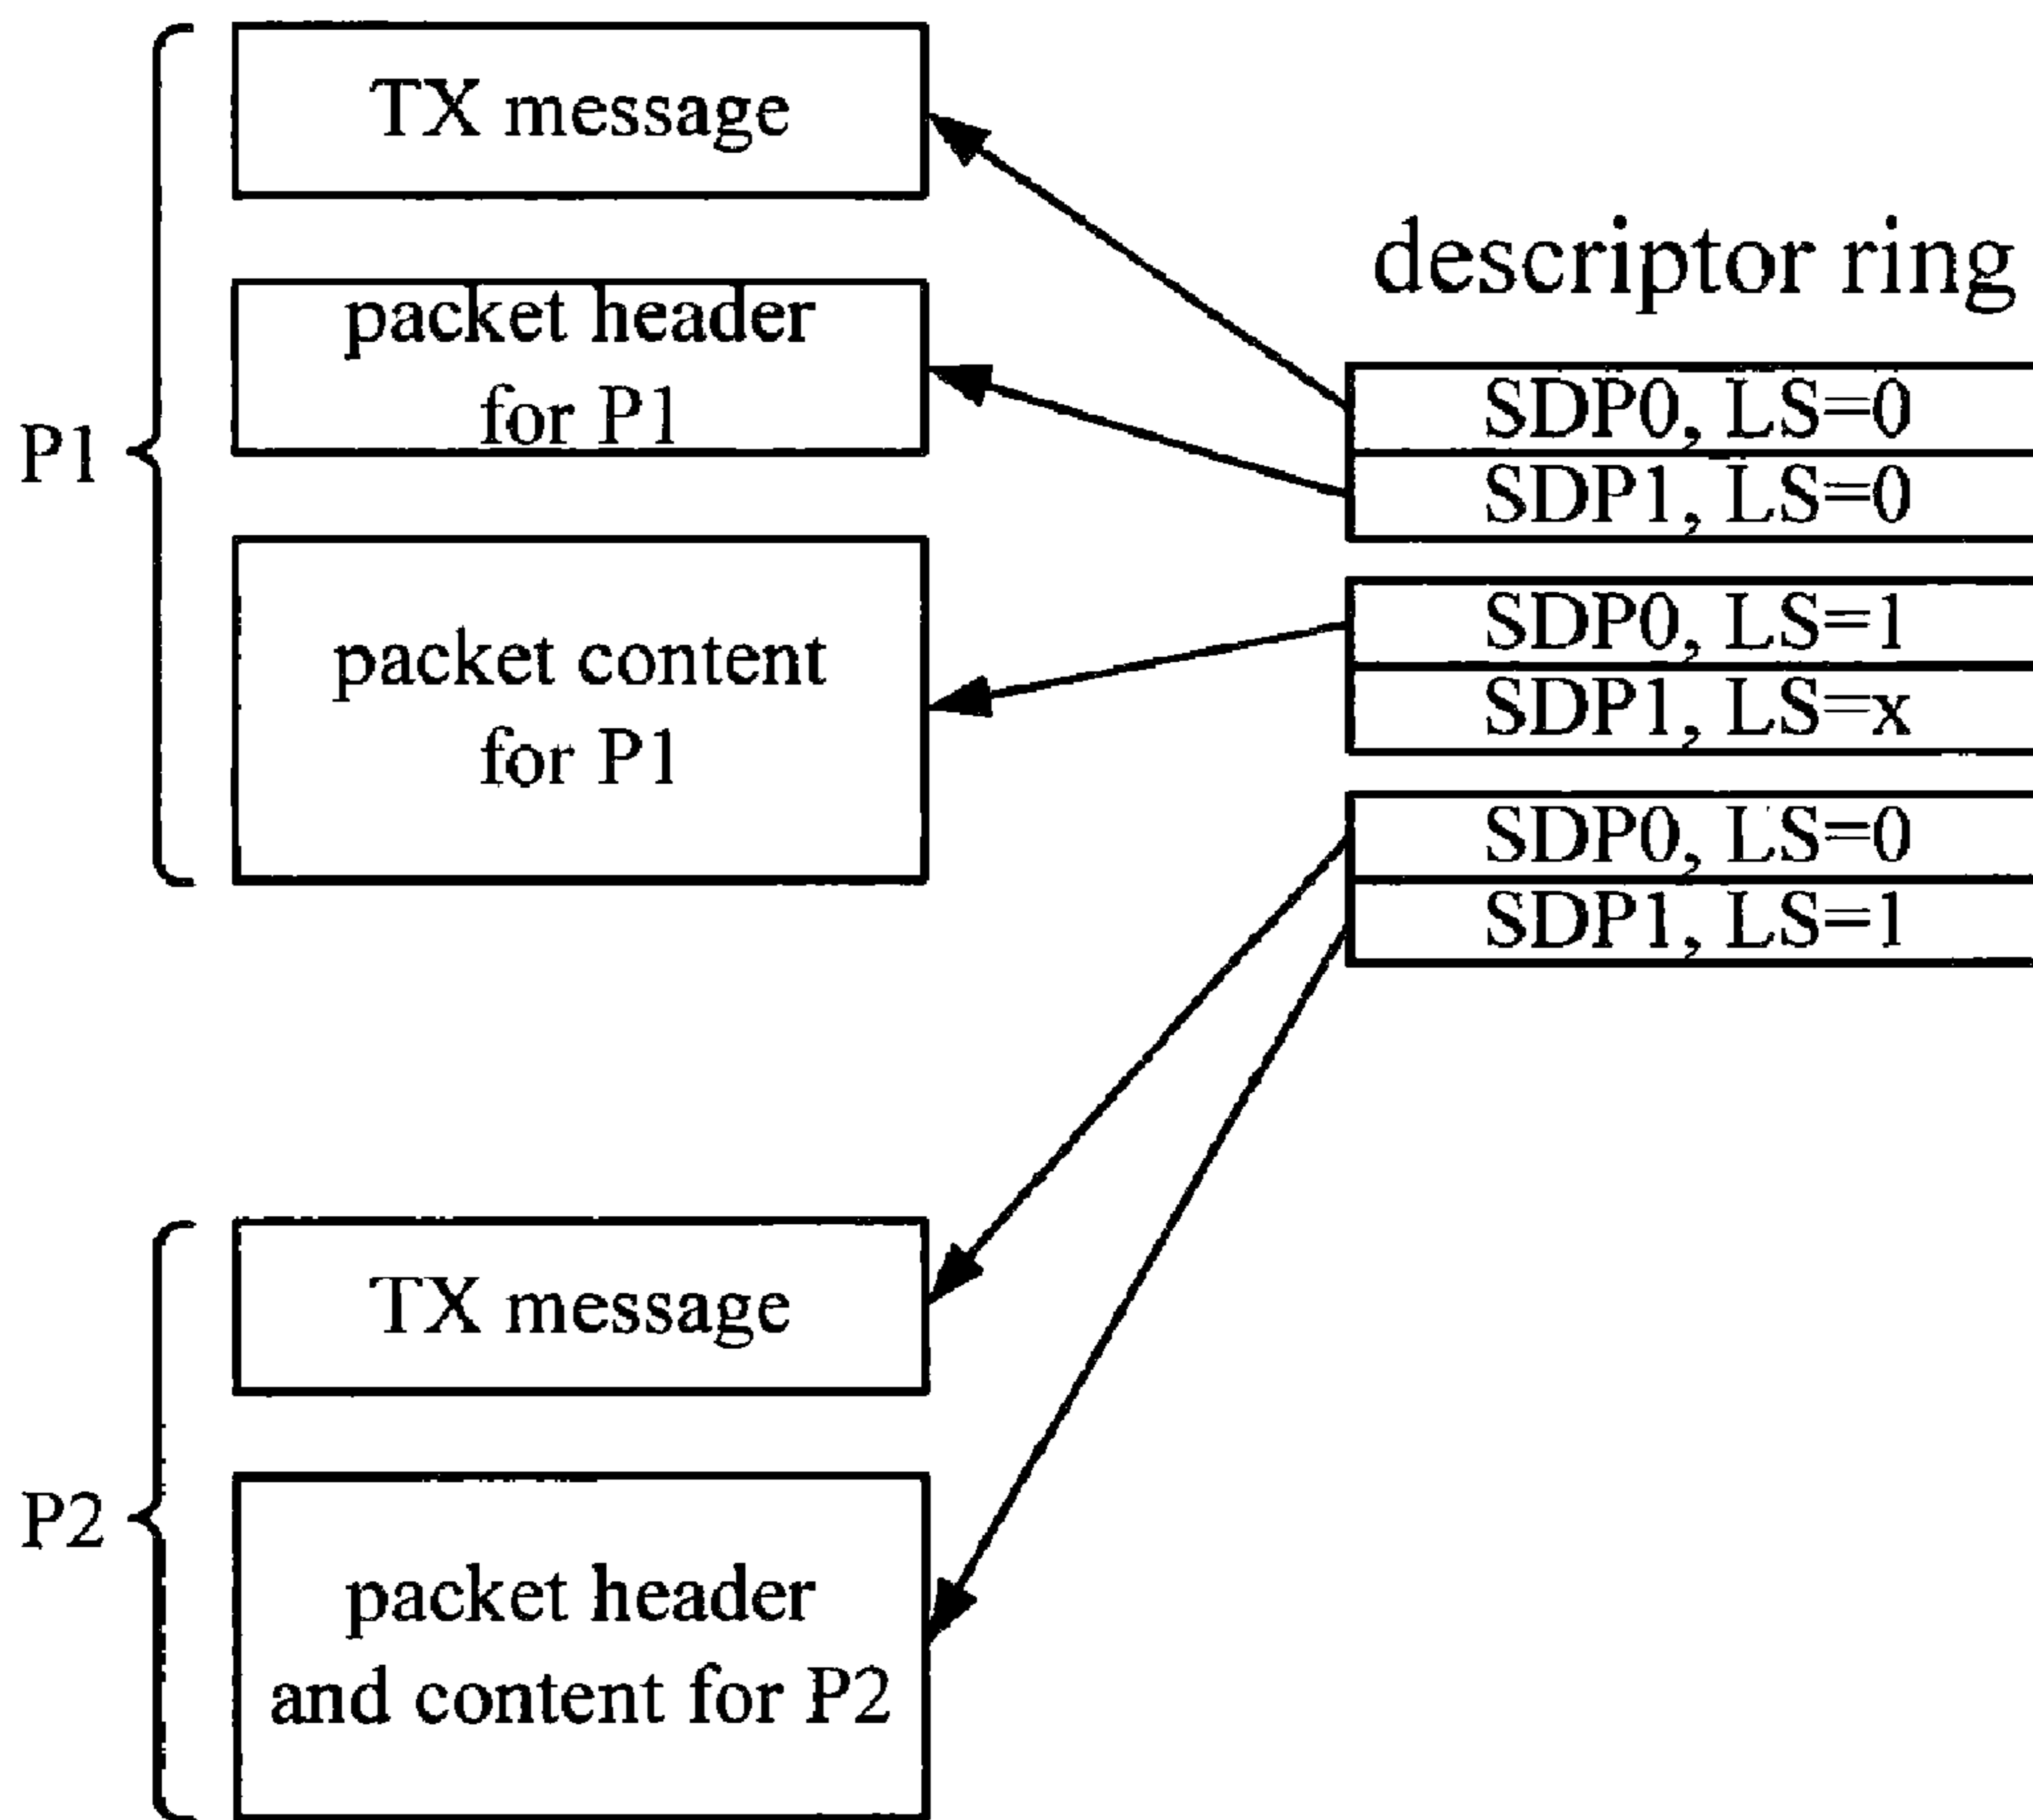 TX message
packet header
for P1
P1
packet content
for P1
descriptor ring
SDP0, LS=0
SDP1, LS=0
SDP0, LS=1
SDP1, LS=x
SDP0, LS=0
SDP1, LS=1
TX message
P2
packet header
and content for P2